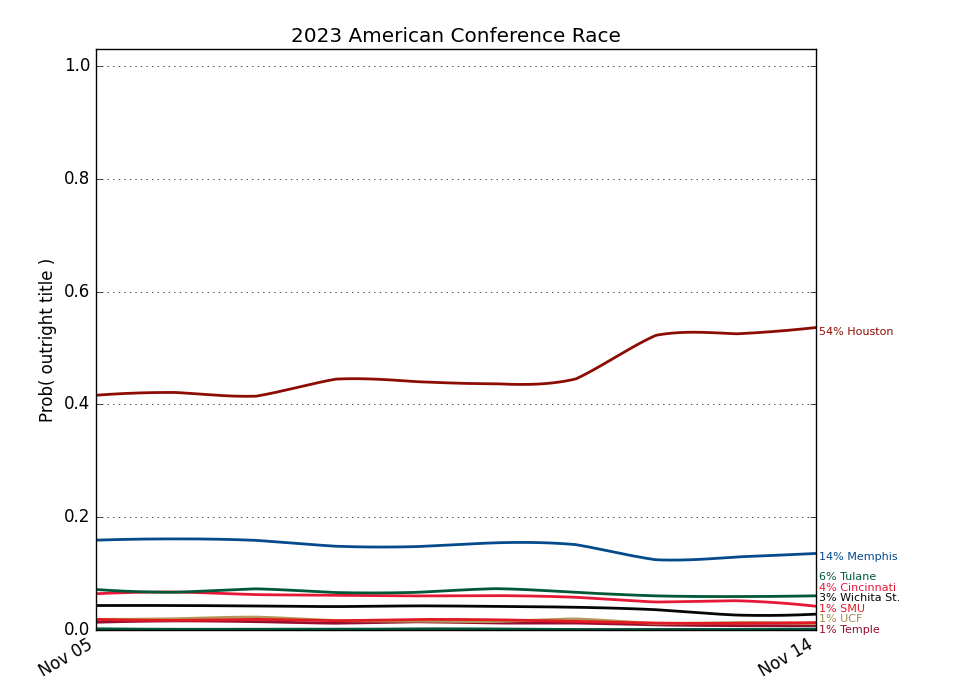 2023 American Conference Race
Prob( outright title )
1.0
0.8
0.6
0.4
0.2
0.0
Nov 05
Nov 14
54% Houston
14% Memphis
6% Tulane
4% Cincinnati
3% Wichita St.
1% SMU
1% UCF
1% Temple